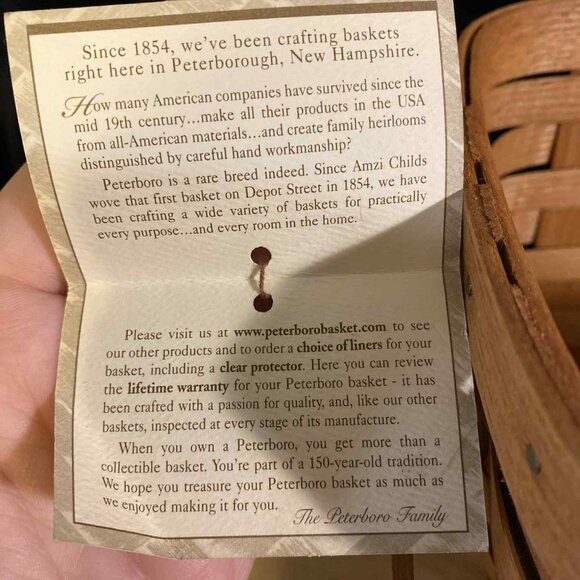 Since 1854, we've been crafting baskets
right here in Peterborough, New Hampshire.
How many American companies have survived since the
mid 19th century...make all their products in the USA
from all-American materials...and create family heirlooms
distinguished by careful hand workmanship?
Peterboro is a rare breed indeed. Since Amzi Childs
wove that first basket on Depot Street in 1854, we have
been crafting a wide variety of baskets for practically
every purpose...and every room in the home.
Please visit us at www.peterborobasket.com to see
our other products and to order a choice of liners for your
basket, including a clear protector. Here you can review
the lifetime warranty for your Peterboro basket - it has
been crafted with a passion for quality, and, like our other
baskets, inspected at every stage of its manufacture.
When you own a Peterboro, you get more than a
collectible basket. You're part of a 150-year-old tradition.
We hope you treasure your Peterboro basket as much as
we enjoyed making it for you.
The Peterboro Family